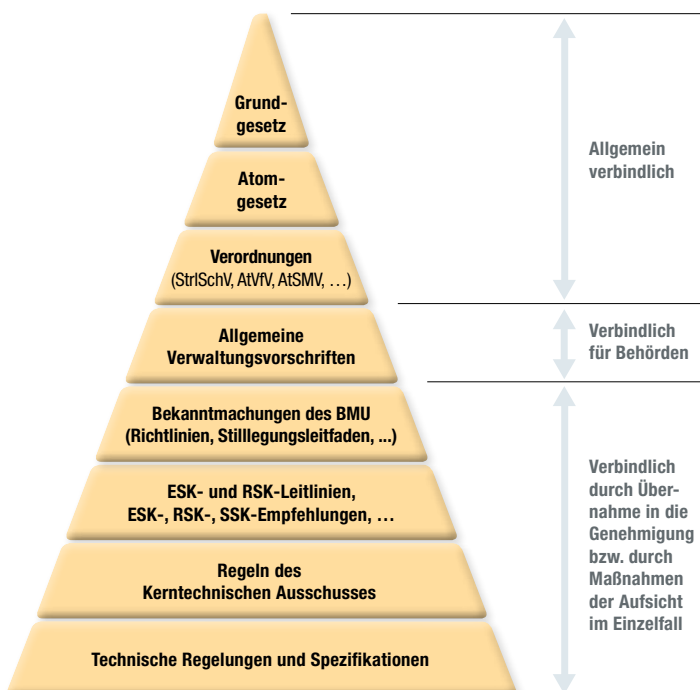 Grund-
gesetz
Atom-
gesetz
Verordnungen
(StrlSchV, AtVfV, AtSMV, …)
Allgemeine
Verwaltungsvorschriften
Bekanntmachungen des BMU
(Richtlinien, Stilllegungsleitfaden, ...)
ESK- und RSK-Leitlinien,
ESK-, RSK-, SSK-Empfehlungen, …
Regeln des
Kerntechnischen Ausschusses
Technische Regelungen und Spezifikationen
Allgemein
verbindlich
Verbindlich
für Behörden
Verbindlich
durch Über-
nahme in die
Genehmigung
bzw. durch
Maßnahmen
der Aufsicht
im Einzelfall